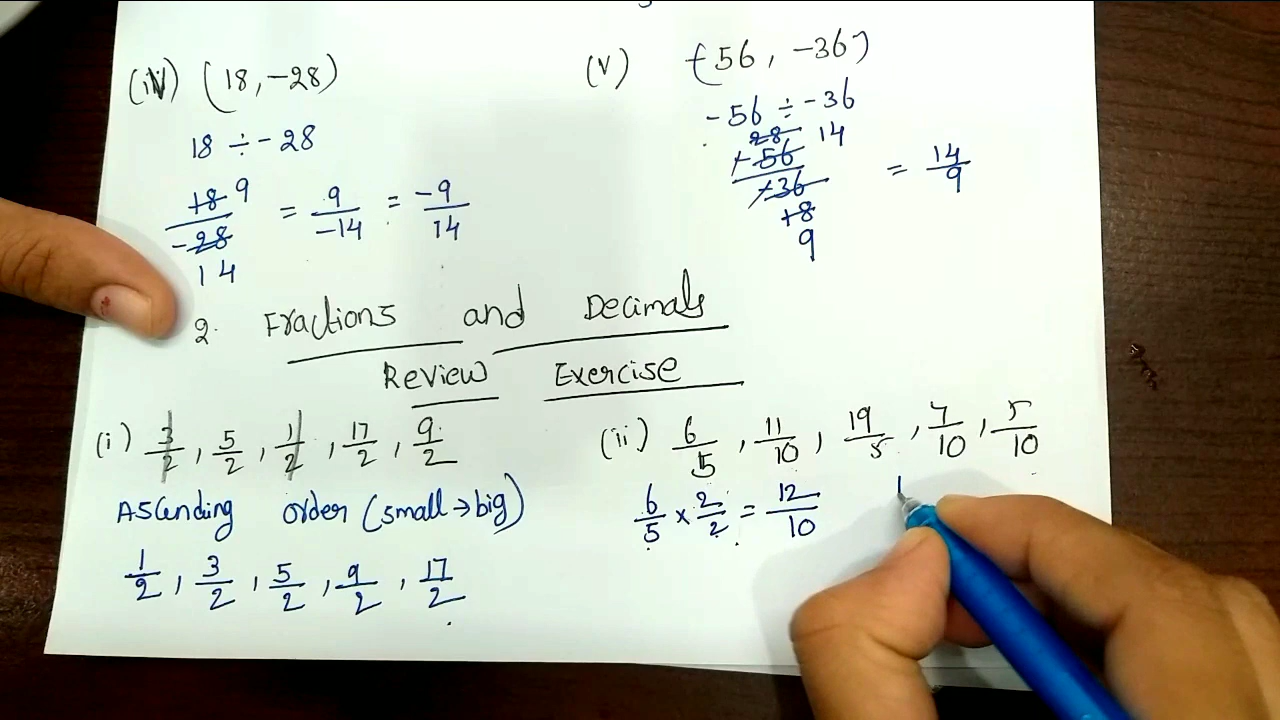 (iv) (18, -28)
18 ÷ -28
18 9
-28
14
= 9/-14 = -9/14
(v) (-56, -36)
-56 ÷ -36
28 14
-56
-36
18
9
= 14/9
2. Fractions and Decimals
Review Exercise
(i) 3/2, 5/2, 1/2, 17/2, 9/2
Ascending order (small→big)
1/2, 3/2, 5/2, 9/2, 17/2
(ii) 6/5, 11/10, 19/5, 7/10, 5/10
6/5 × 2/2 = 12/10